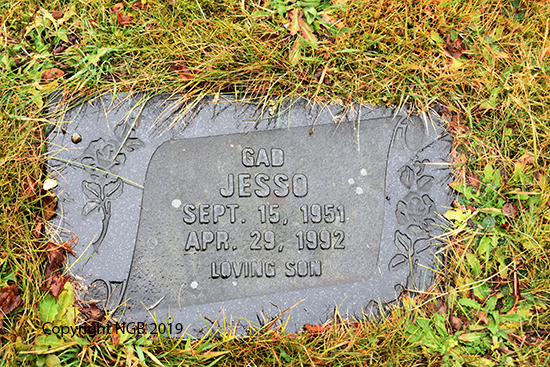 GAD
JESSO
SEPT. 15, 1951
APR. 29, 1992
LOVING SON
Copyright NGB 2019